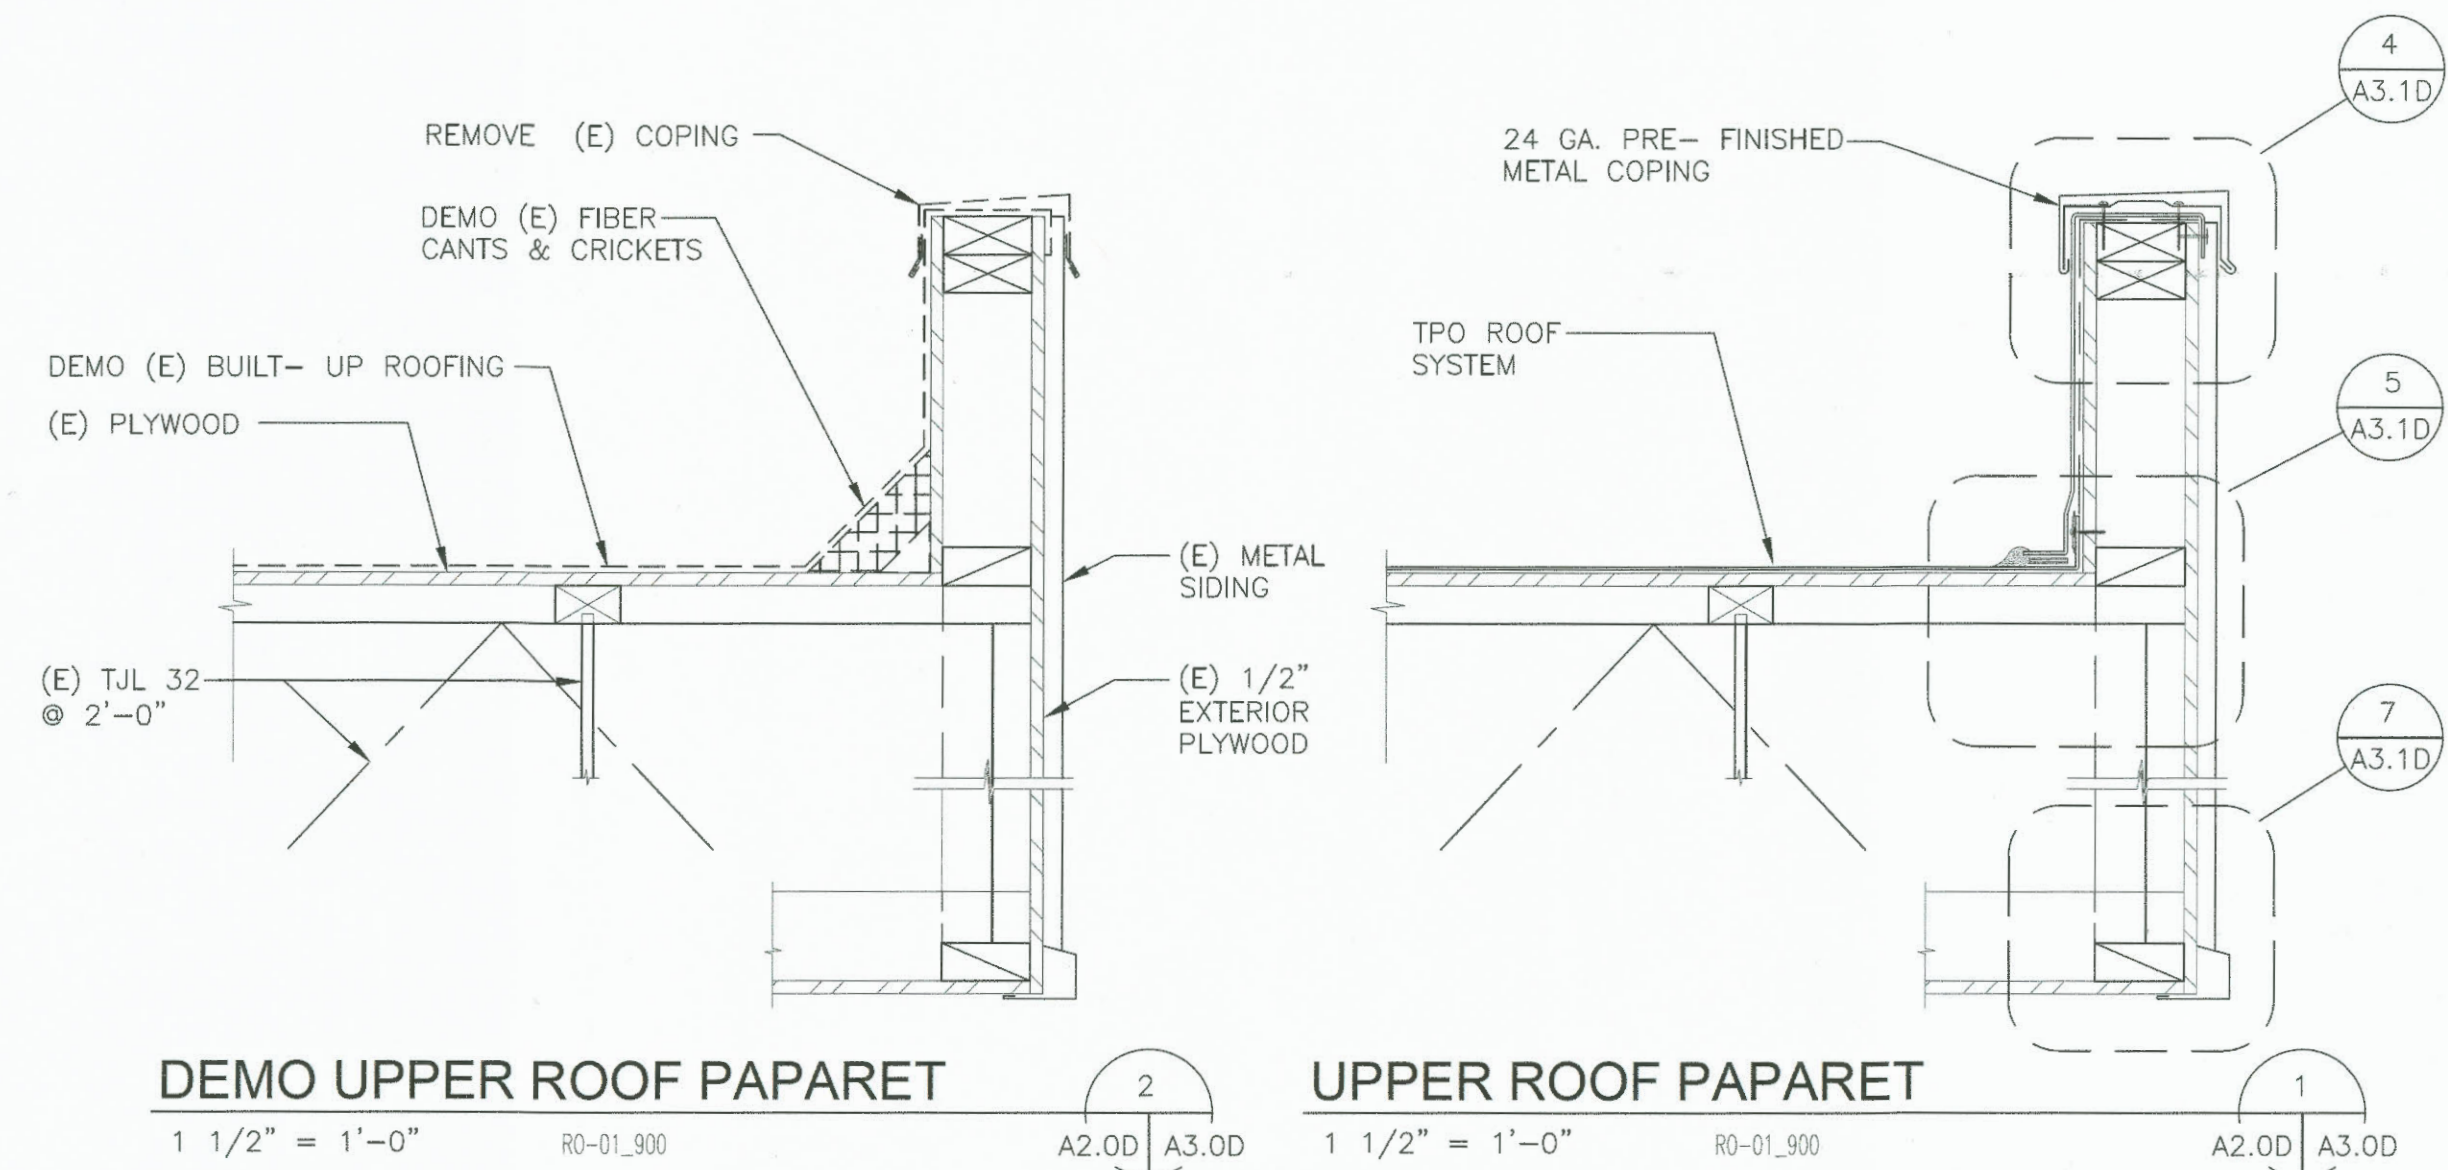 REMOVE (E) COPING
DEMO (E) FIBER
CANTS & CRICKETS
DEMO (E) BUILT- UP ROOFING
(E) PLYWOOD
(E) METAL
SIDING
(E) TJL 32
@ 2'-0"
(E) 1/2"
EXTERIOR
PLYWOOD
DEMO UPPER ROOF PAPARET
1 1/2" = 1'-0"
RO-01_900
2
A2.0D
A3.0D
4
A3.1D
24 GA. PRE- FINISHED
METAL COPING
TPO ROOF
SYSTEM
5
A3.1D
7
A3.1D
UPPER ROOF PAPARET
1 1/2" = 1'-0"
RO-01_900
1
A2.0D
A3.0D